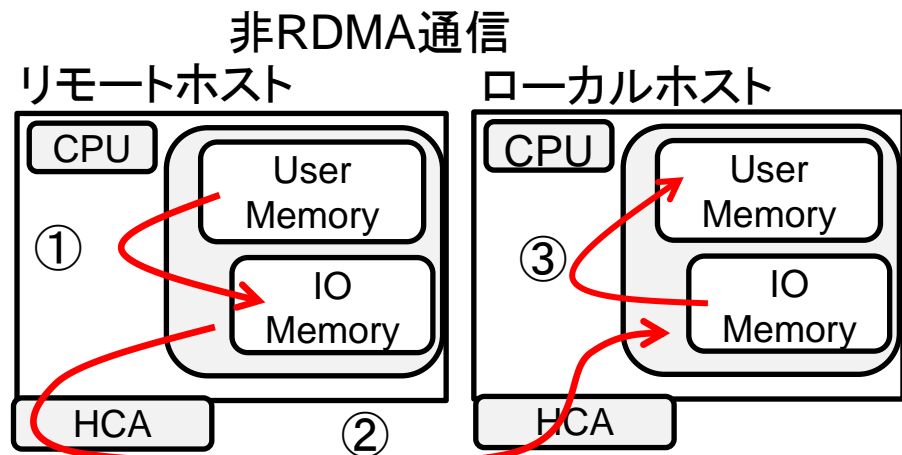 非RDMA通信
リモートホスト
CPU
User
Memory
①
IO
Memory
HCA
②
ローカルホスト
CPU
User
Memory
③
IO
Memory
HCA